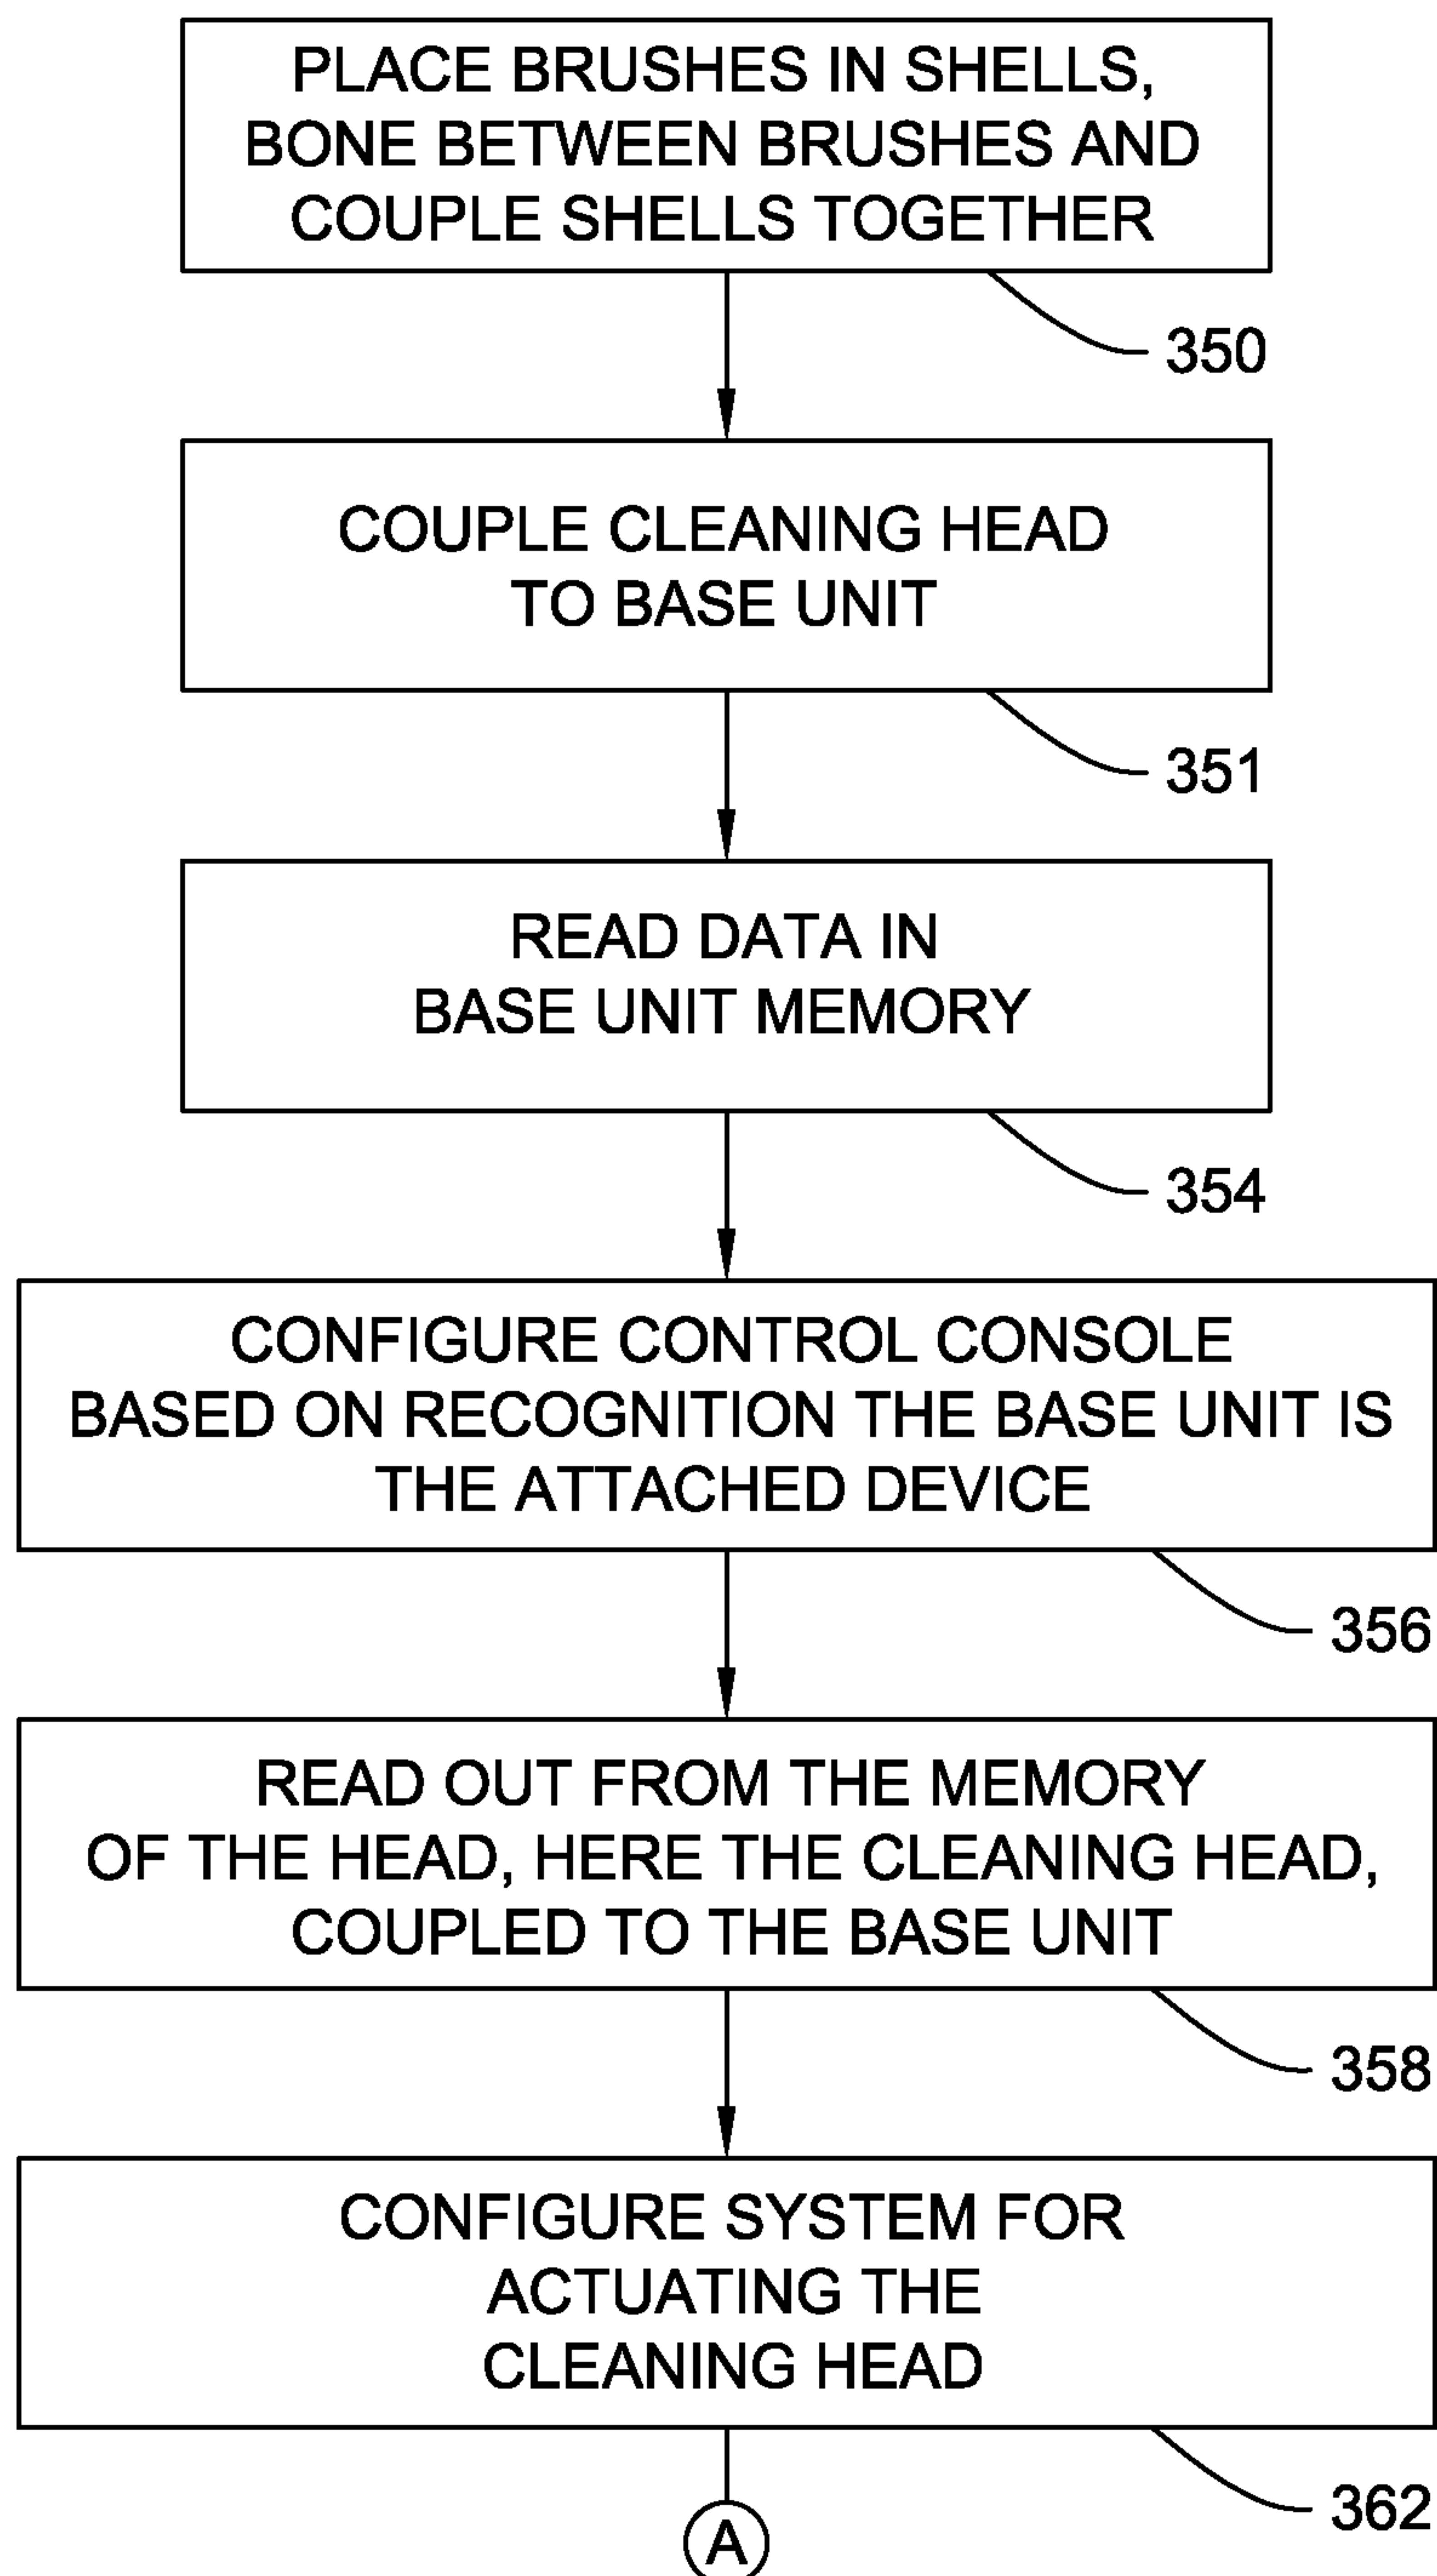 PLACE BRUSHES IN SHELLS,
BONE BETWEEN BRUSHES AND
COUPLE SHELLS TOGETHER
350
COUPLE CLEANING HEAD
TO BASE UNIT
351
READ DATA IN
BASE UNIT MEMORY
354
CONFIGURE CONTROL CONSOLE
BASED ON RECOGNITION THE BASE UNIT IS
THE ATTACHED DEVICE
356
READ OUT FROM THE MEMORY
OF THE HEAD, HERE THE CLEANING HEAD,
COUPLED TO THE BASE UNIT
358
CONFIGURE SYSTEM FOR
ACTUATING THE
CLEANING HEAD
362
A